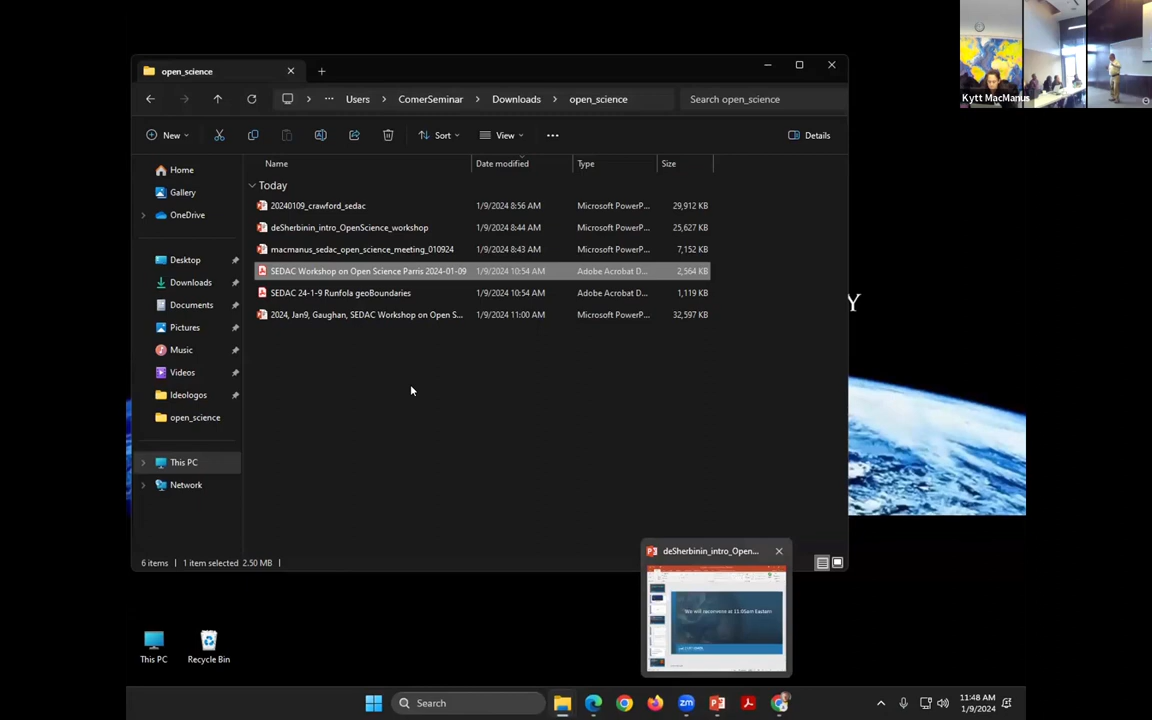 open_science
Users
ComerSeminar
Downloads
open_science
Search open_science
New
Sort
View
Details
Name
Date modified
Type
Size
Home
Gallery
OneDrive
Desktop
Downloads
Documents
Pictures
Music
Videos
Ideologos
open_science
This PC
Network
Today
20240109_crawford_sedac 1/9/2024 8:56 AM Microsoft PowerP... 29,912 KB
deSherbinin_intro_OpenScience_workshop 1/9/2024 8:44 AM Microsoft PowerP... 25,627 KB
macmanus_sedac_open_science_meeting_010924 1/9/2024 8:43 AM Microsoft PowerP... 7,152 KB
SEDAC Workshop on Open Science Parris 2024-01-09 1/9/2024 10:54 AM Adobe Acrobat D... 2,564 KB
SEDAC 24-1-9 Runfola geoBoundaries 1/9/2024 10:54 AM Adobe Acrobat D... 1,119 KB
2024, Jan9, Gaughan, SEDAC Workshop on Open S... 1/9/2024 11:00 AM Microsoft PowerP... 32,597 KB
6 items
1 item selected 2.50 MB
Kytt MacManus
Y
deSherbinin_intro_Open...
We will reconvene at 11:05am Eastern
This PC
Recycle Bin
Search
11:48 AM
1/9/2024